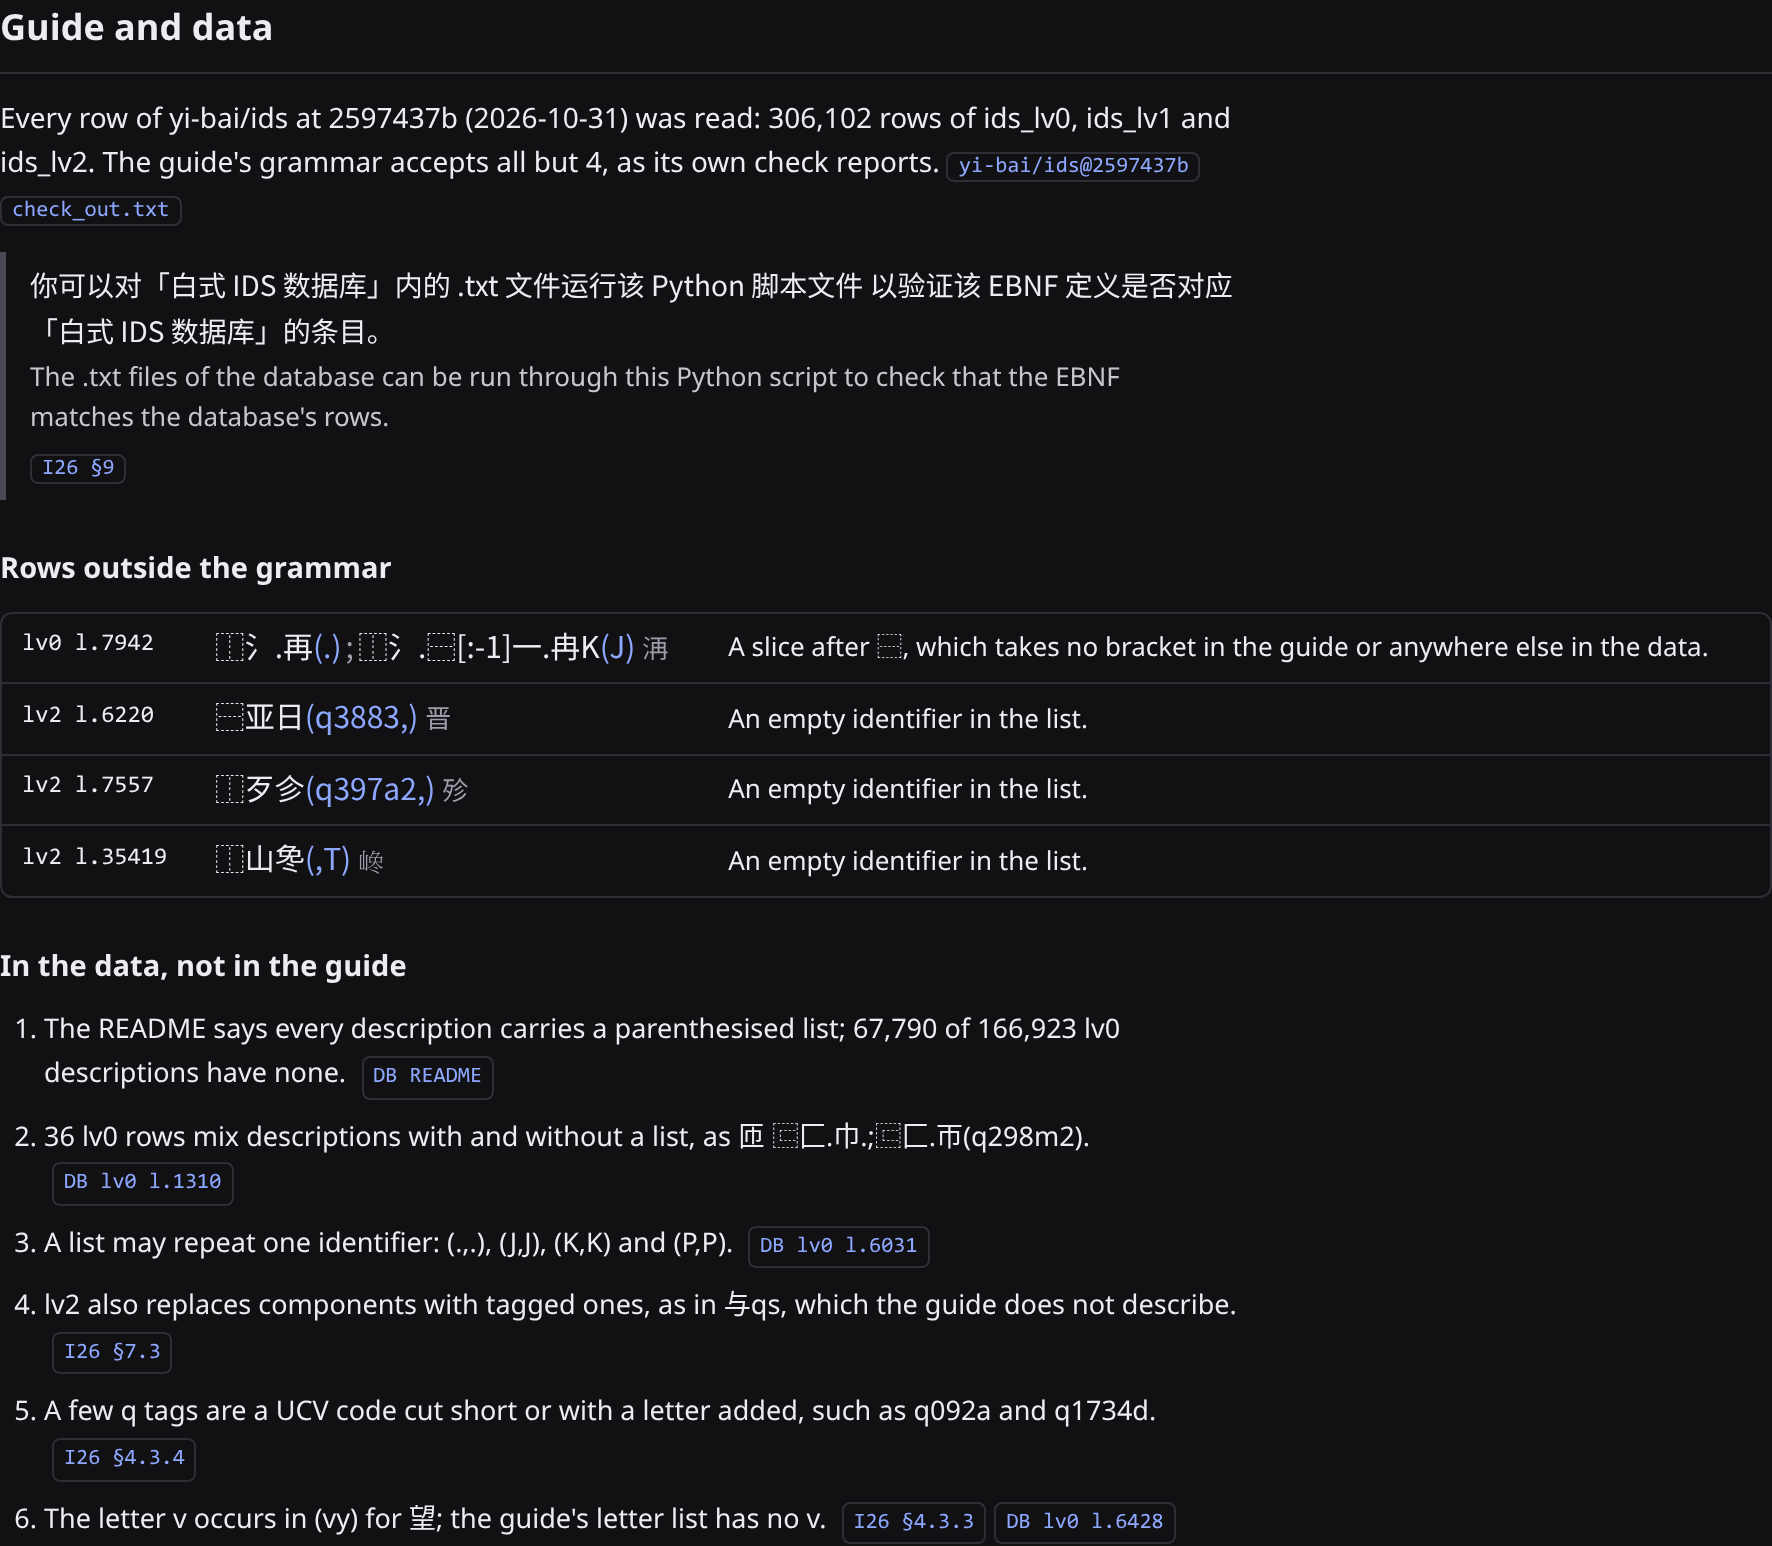 Guide and data
Every row of yi-bai/ids at 2597437b (2026-10-31) was read: 306,102 rows of ids_lv0, ids_lv1 and
ids_lv2. The guide's grammar accepts all but 4, as its own check reports. yi-bai/ids@2597437b
check_out.txt
你可以对「白式 IDS 数据库」内的 .txt 文件运行该 Python 脚本文件 以验证该 EBNF 定义是否对应
「白式 IDS 数据库」的条目。
The .txt files of the database can be run through this Python script to check that the EBNF
matches the database's rows.
I26 §9
Rows outside the grammar
lv0 l.7942 ⿰氵.再(.);⿰氵.⿱[:-1]一.冉K(J) 洅 A slice after ⿱, which takes no bracket in the guide or anywhere else in the data.
lv2 l.6220 ⿱亚日(q3883,) 晋 An empty identifier in the list.
lv2 l.7557 ⿰歹㐱(q397a2,) 殄 An empty identifier in the list.
lv2 l.35419 ⿰山㲋(,T) An empty identifier in the list.
In the data, not in the guide
1. The README says every description carries a parenthesised list; 67,790 of 166,923 lv0
descriptions have none. DB README
2. 36 lv0 rows mix descriptions with and without a list, as 匝 ⿷匚.巾.;⿷匚.帀(q298m2).
DB lv0 l.1310
3. A list may repeat one identifier: (.,.), (J,J), (K,K) and (P,P). DB lv0 l.6031
4. lv2 also replaces components with tagged ones, as in 与qs, which the guide does not describe.
I26 §7.3
5. A few q tags are a UCV code cut short or with a letter added, such as q092a and q1734d.
I26 §4.3.4
6. The letter v occurs in (vy) for 望; the guide's letter list has no v. I26 §4.3.3 DB lv0 l.6428